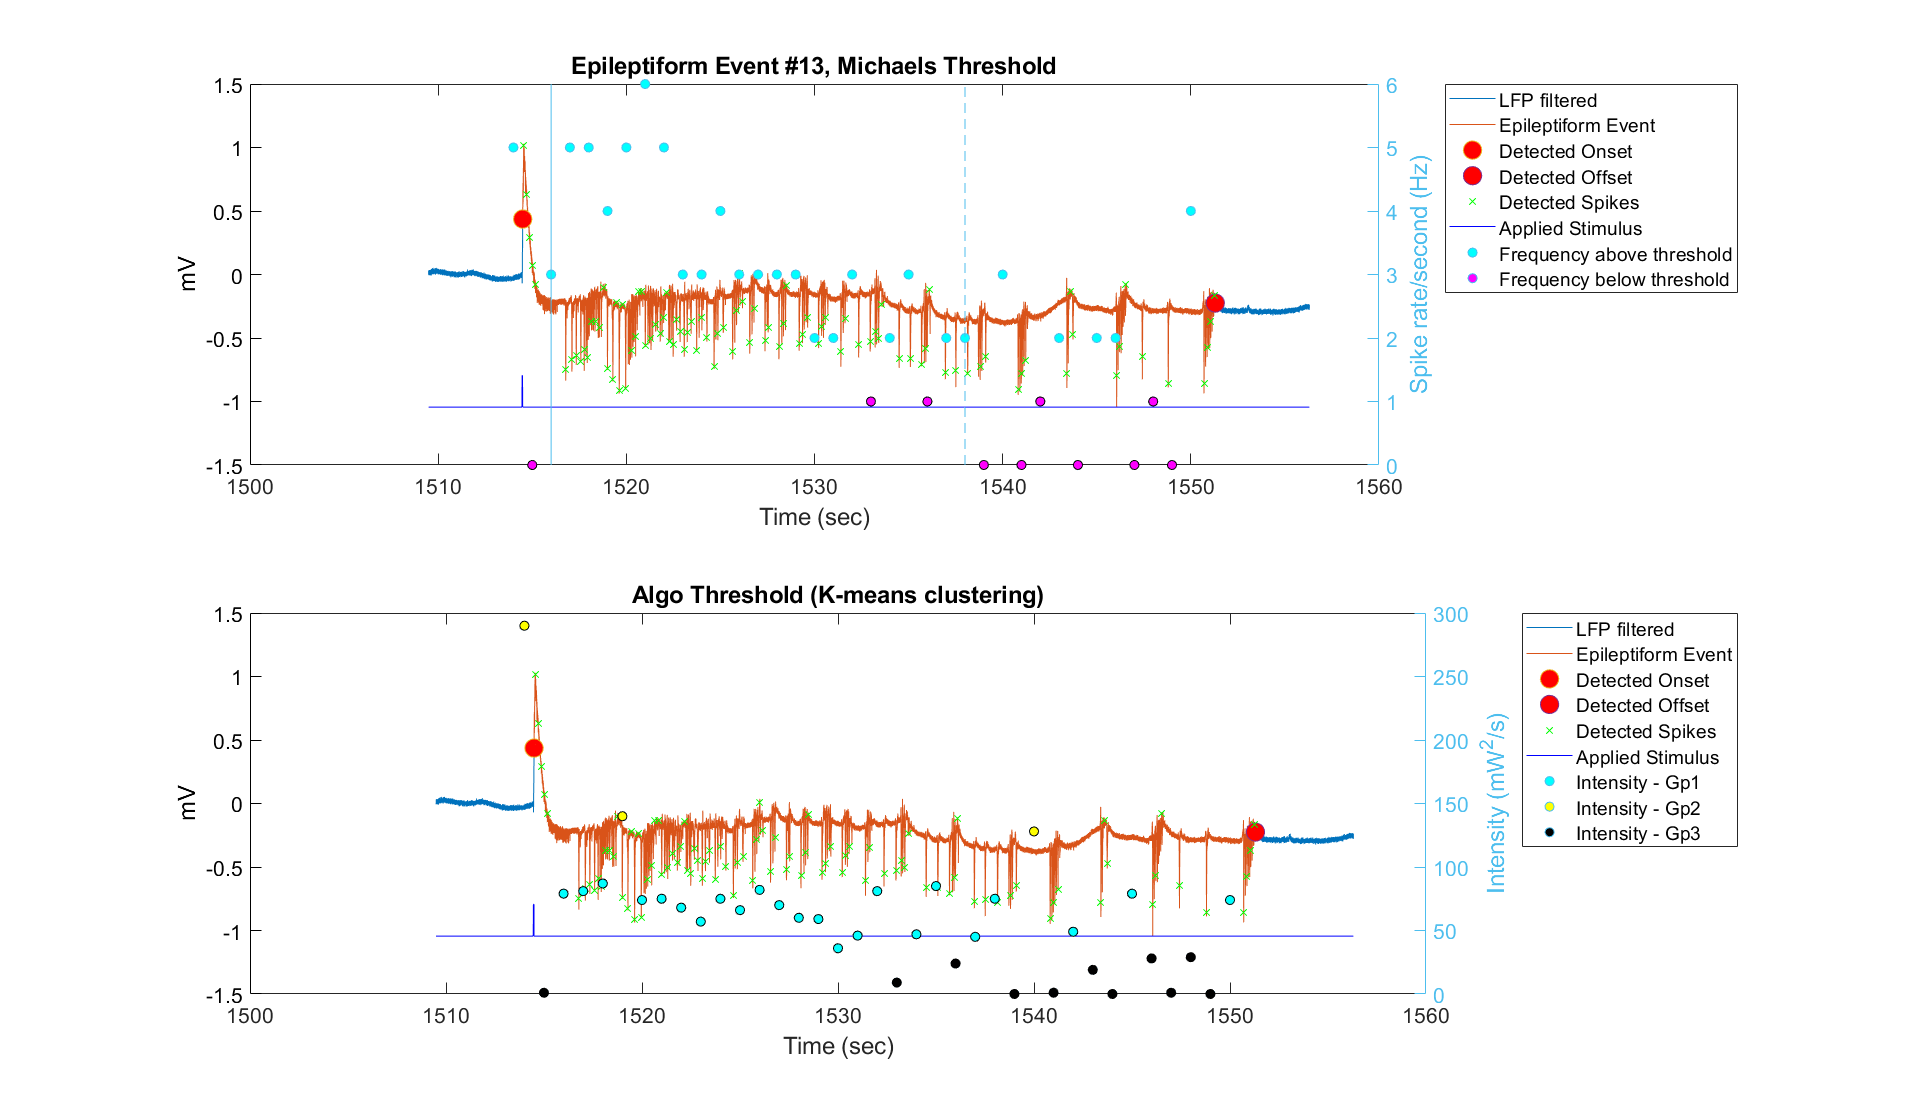 Epileptiform Event #13, Michaels Threshold
1.5
1
0.5
0
-0.5
-1
-1.5
mV
1500
1510
1520
1530
1540
1550
1560
Time (sec)
6
5
4
3
2
1
0
Spike rate/second (Hz)
LFP filtered
Epileptiform Event
Detected Onset
Detected Offset
Detected Spikes
Applied Stimulus
Frequency above threshold
Frequency below threshold
Algo Threshold (K-means clustering)
1.5
1
0.5
0
-0.5
-1
-1.5
mV
1500
1510
1520
1530
1540
1550
1560
Time (sec)
300
250
200
150
100
50
0
Intensity (mW²/s)
LFP filtered
Epileptiform Event
Detected Onset
Detected Offset
Detected Spikes
Applied Stimulus
Intensity - Gp1
Intensity - Gp2
Intensity - Gp3